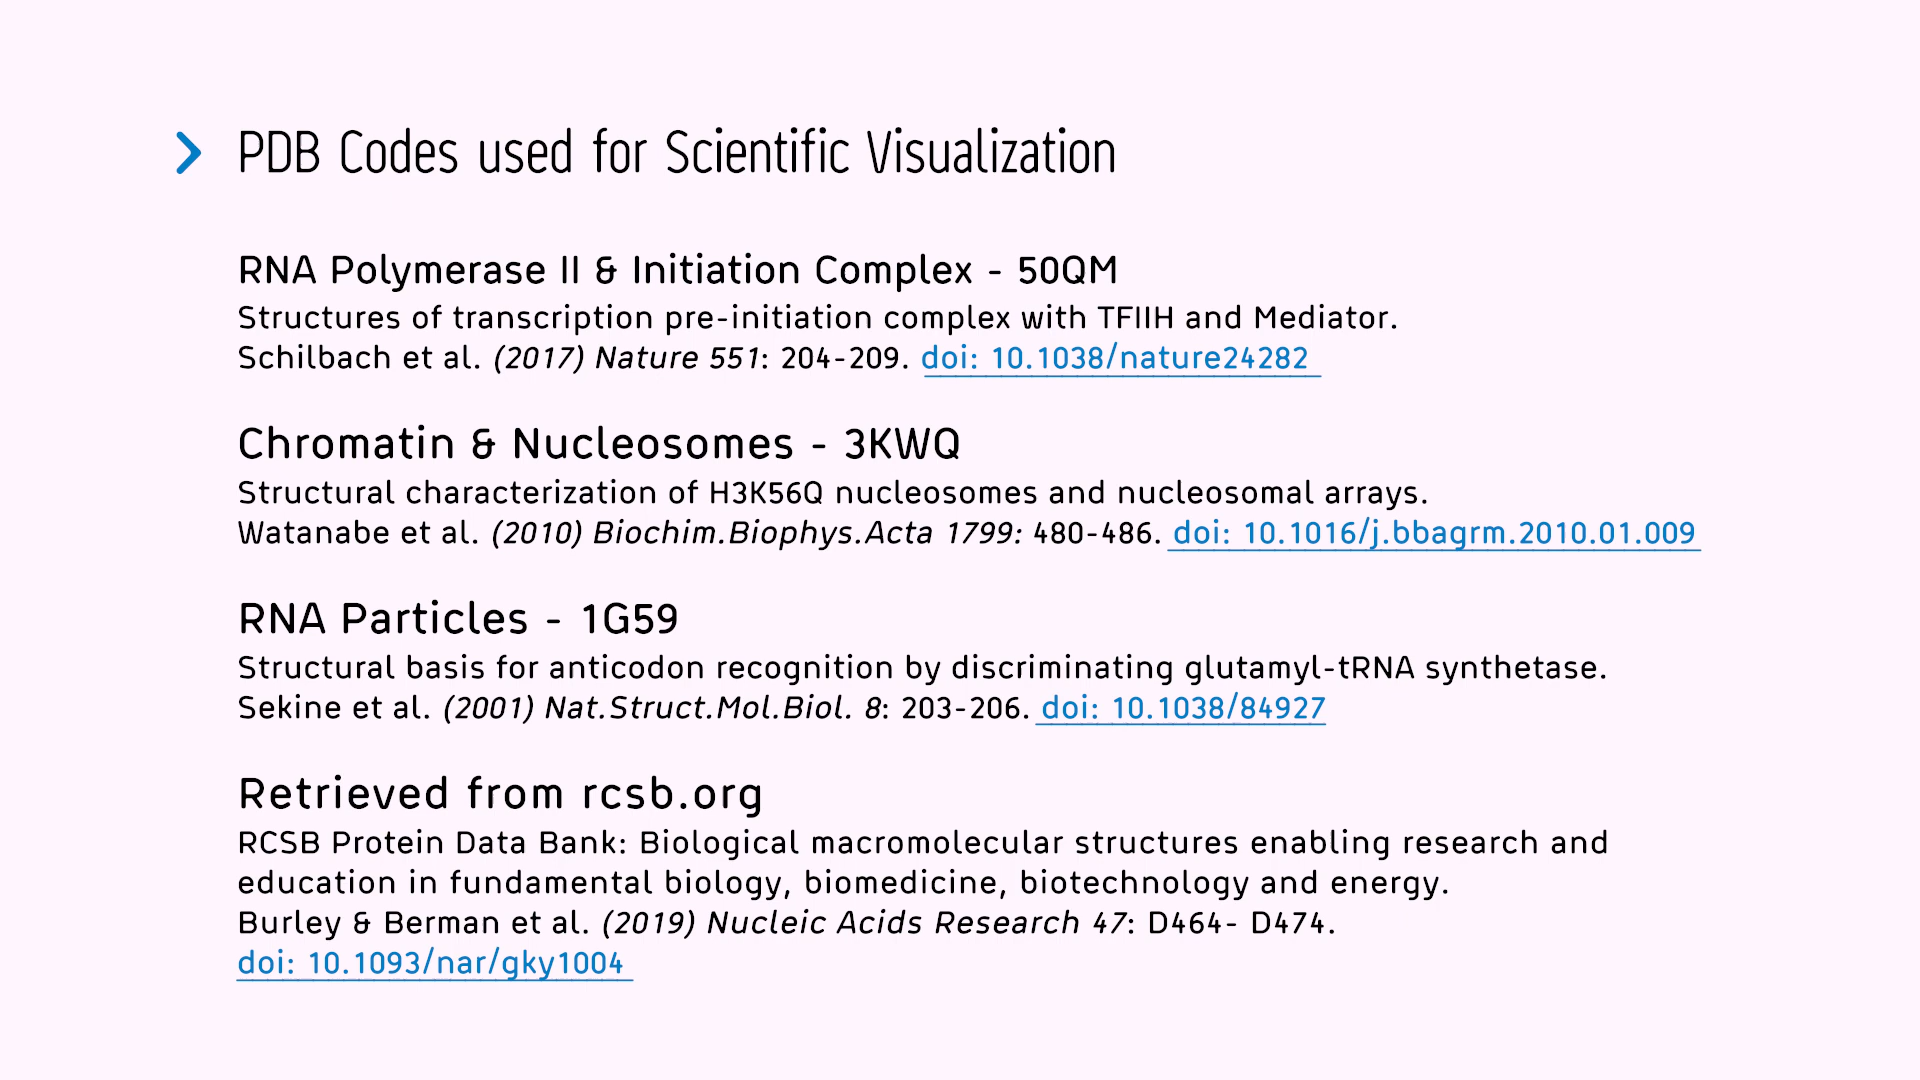 PDB Codes used for Scientific Visualization
RNA Polymerase II & Initiation Complex - 50QM
Structures of transcription pre-initiation complex with TFIIH and Mediator.
Schilbach et al. (2017) Nature 551: 204-209. doi: 10.1038/nature24282
Chromatin & Nucleosomes - 3KWQ
Structural characterization of H3K56Q nucleosomes and nucleosomal arrays.
Watanabe et al. (2010) Biochim.Biophys.Acta 1799: 480-486. doi: 10.1016/j.bbagrm.2010.01.009
RNA Particles - 1G59
Structural basis for anticodon recognition by discriminating glutamyl-tRNA synthetase.
Sekine et al. (2001) Nat.Struct.Mol.Biol. 8: 203-206. doi: 10.1038/84927
Retrieved from rcsb.org
RCSB Protein Data Bank: Biological macromolecular structures enabling research and
education in fundamental biology, biomedicine, biotechnology and energy.
Burley & Berman et al. (2019) Nucleic Acids Research 47: D464- D474.
doi: 10.1093/nar/gky1004